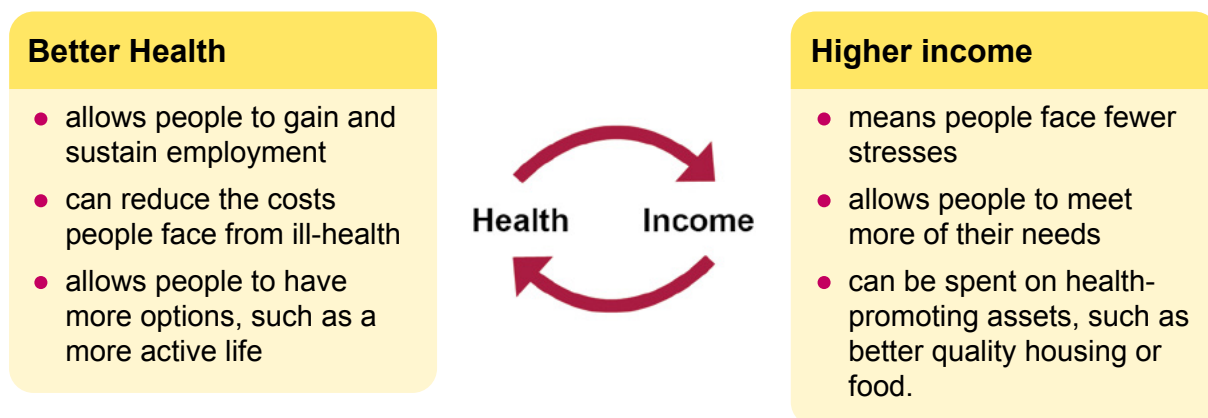 Better Health
• allows people to gain and
sustain employment
• can reduce the costs
people face from ill-health
• allows people to have
more options, such as a
more active life
Health
Income
Higher income
• means people face fewer
stresses
• allows people to meet
more of their needs
• can be spent on health-
promoting assets, such as
better quality housing or
food.